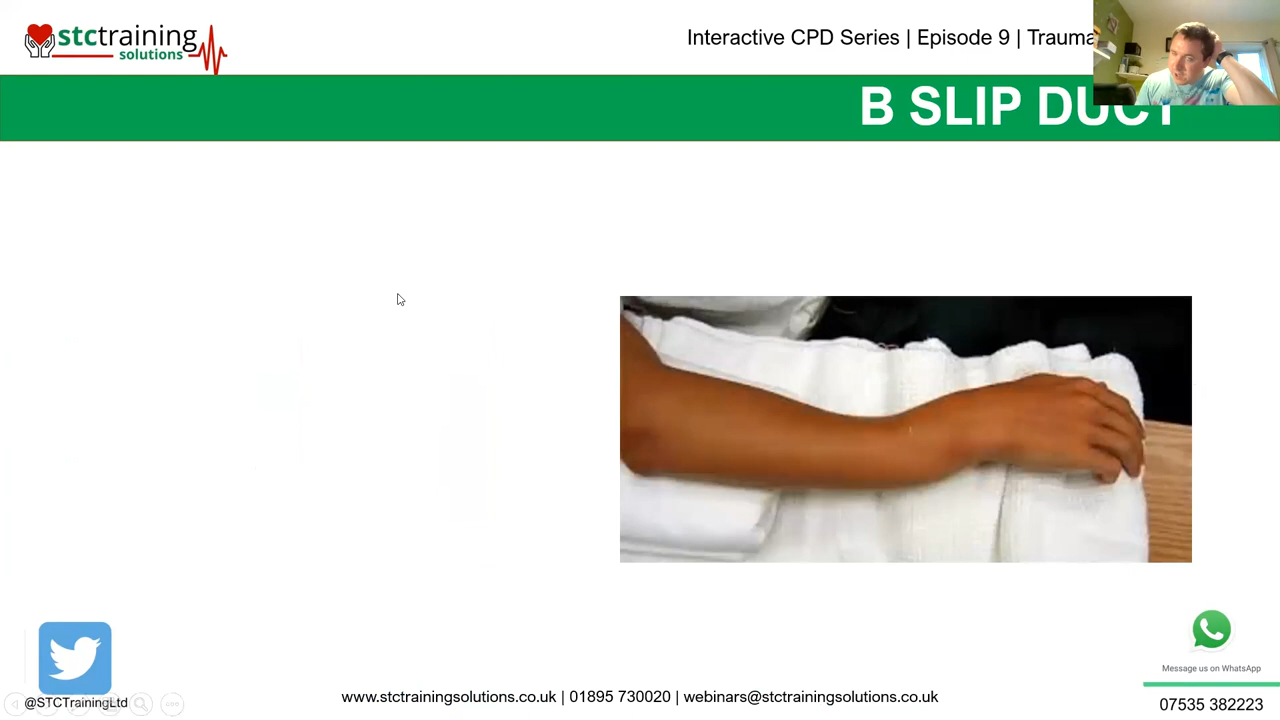 stctraining
solutions
Interactive CPD Series | Episode 9 | Trauma
B SLIP DUCT
@STCTrainingLtd
www.stctrainingsolutions.co.uk | 01895 730020 | webinars@stctrainingsolutions.co.uk
Message us on WhatsApp
07535 382223